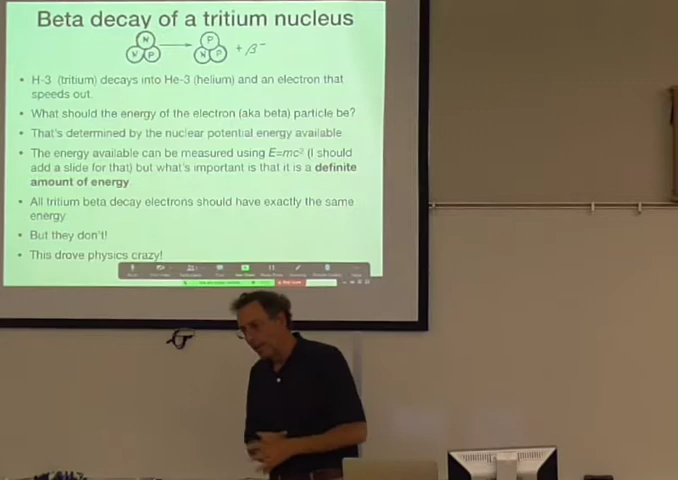 Beta decay of a tritium nucleus
N
N P
P
N P
+ β⁻
• H-3 (tritium) decays into He-3 (helium) and an electron that
speeds out.
• What should the energy of the electron (aka beta) particle be?
• That's determined by the nuclear potential energy available
• The energy available can be measured using E=mc² (I should
add a slide for that) but what's important is that it is a definite
amount of energy
• All tritium beta decay electrons should have exactly the same
energy
• But they don't!
• This drove physics crazy!